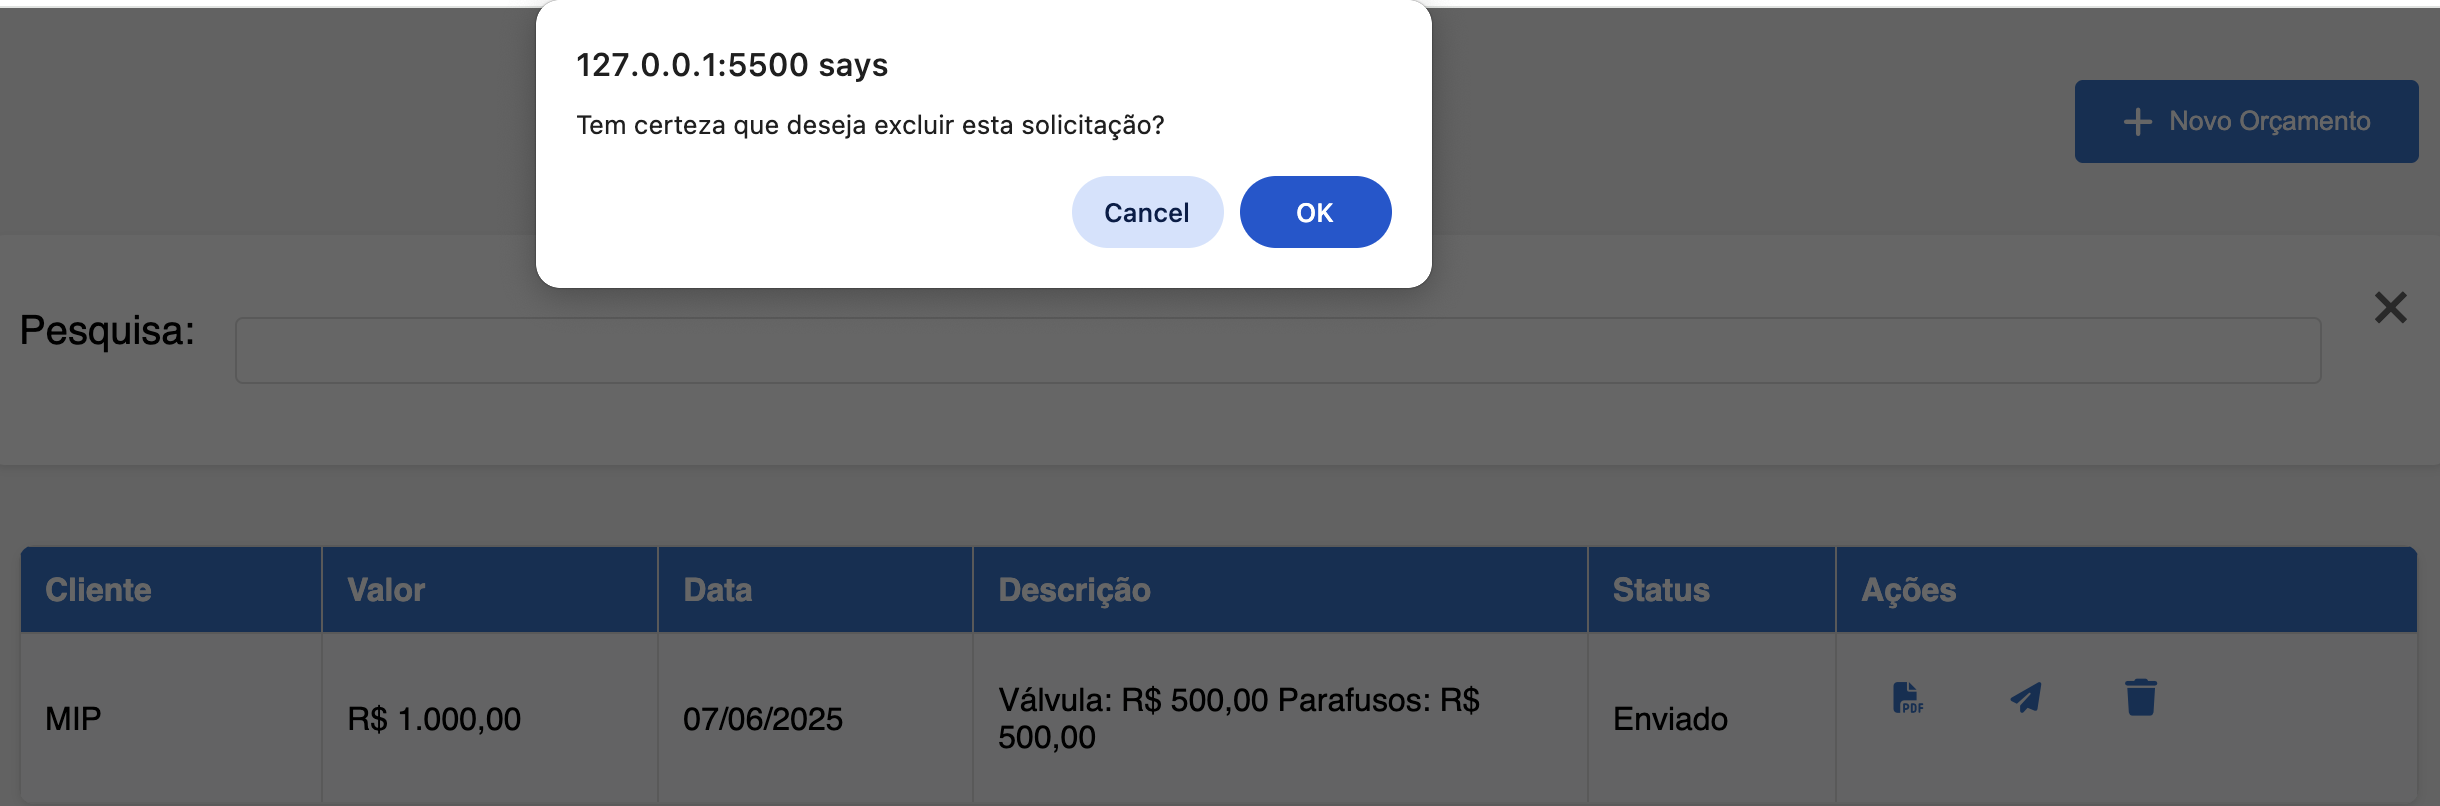 127.0.0.1:5500 says
Tem certeza que deseja excluir esta solicitação?
Cancel
OK
Novo Orçamento
Pesquisa:
Cliente
Valor
Data
Descrição
Status
Ações
MIP
R$ 1.000,00
07/06/2025
Válvula: R$ 500,00 Parafusos: R$
500,00
Enviado
PDF